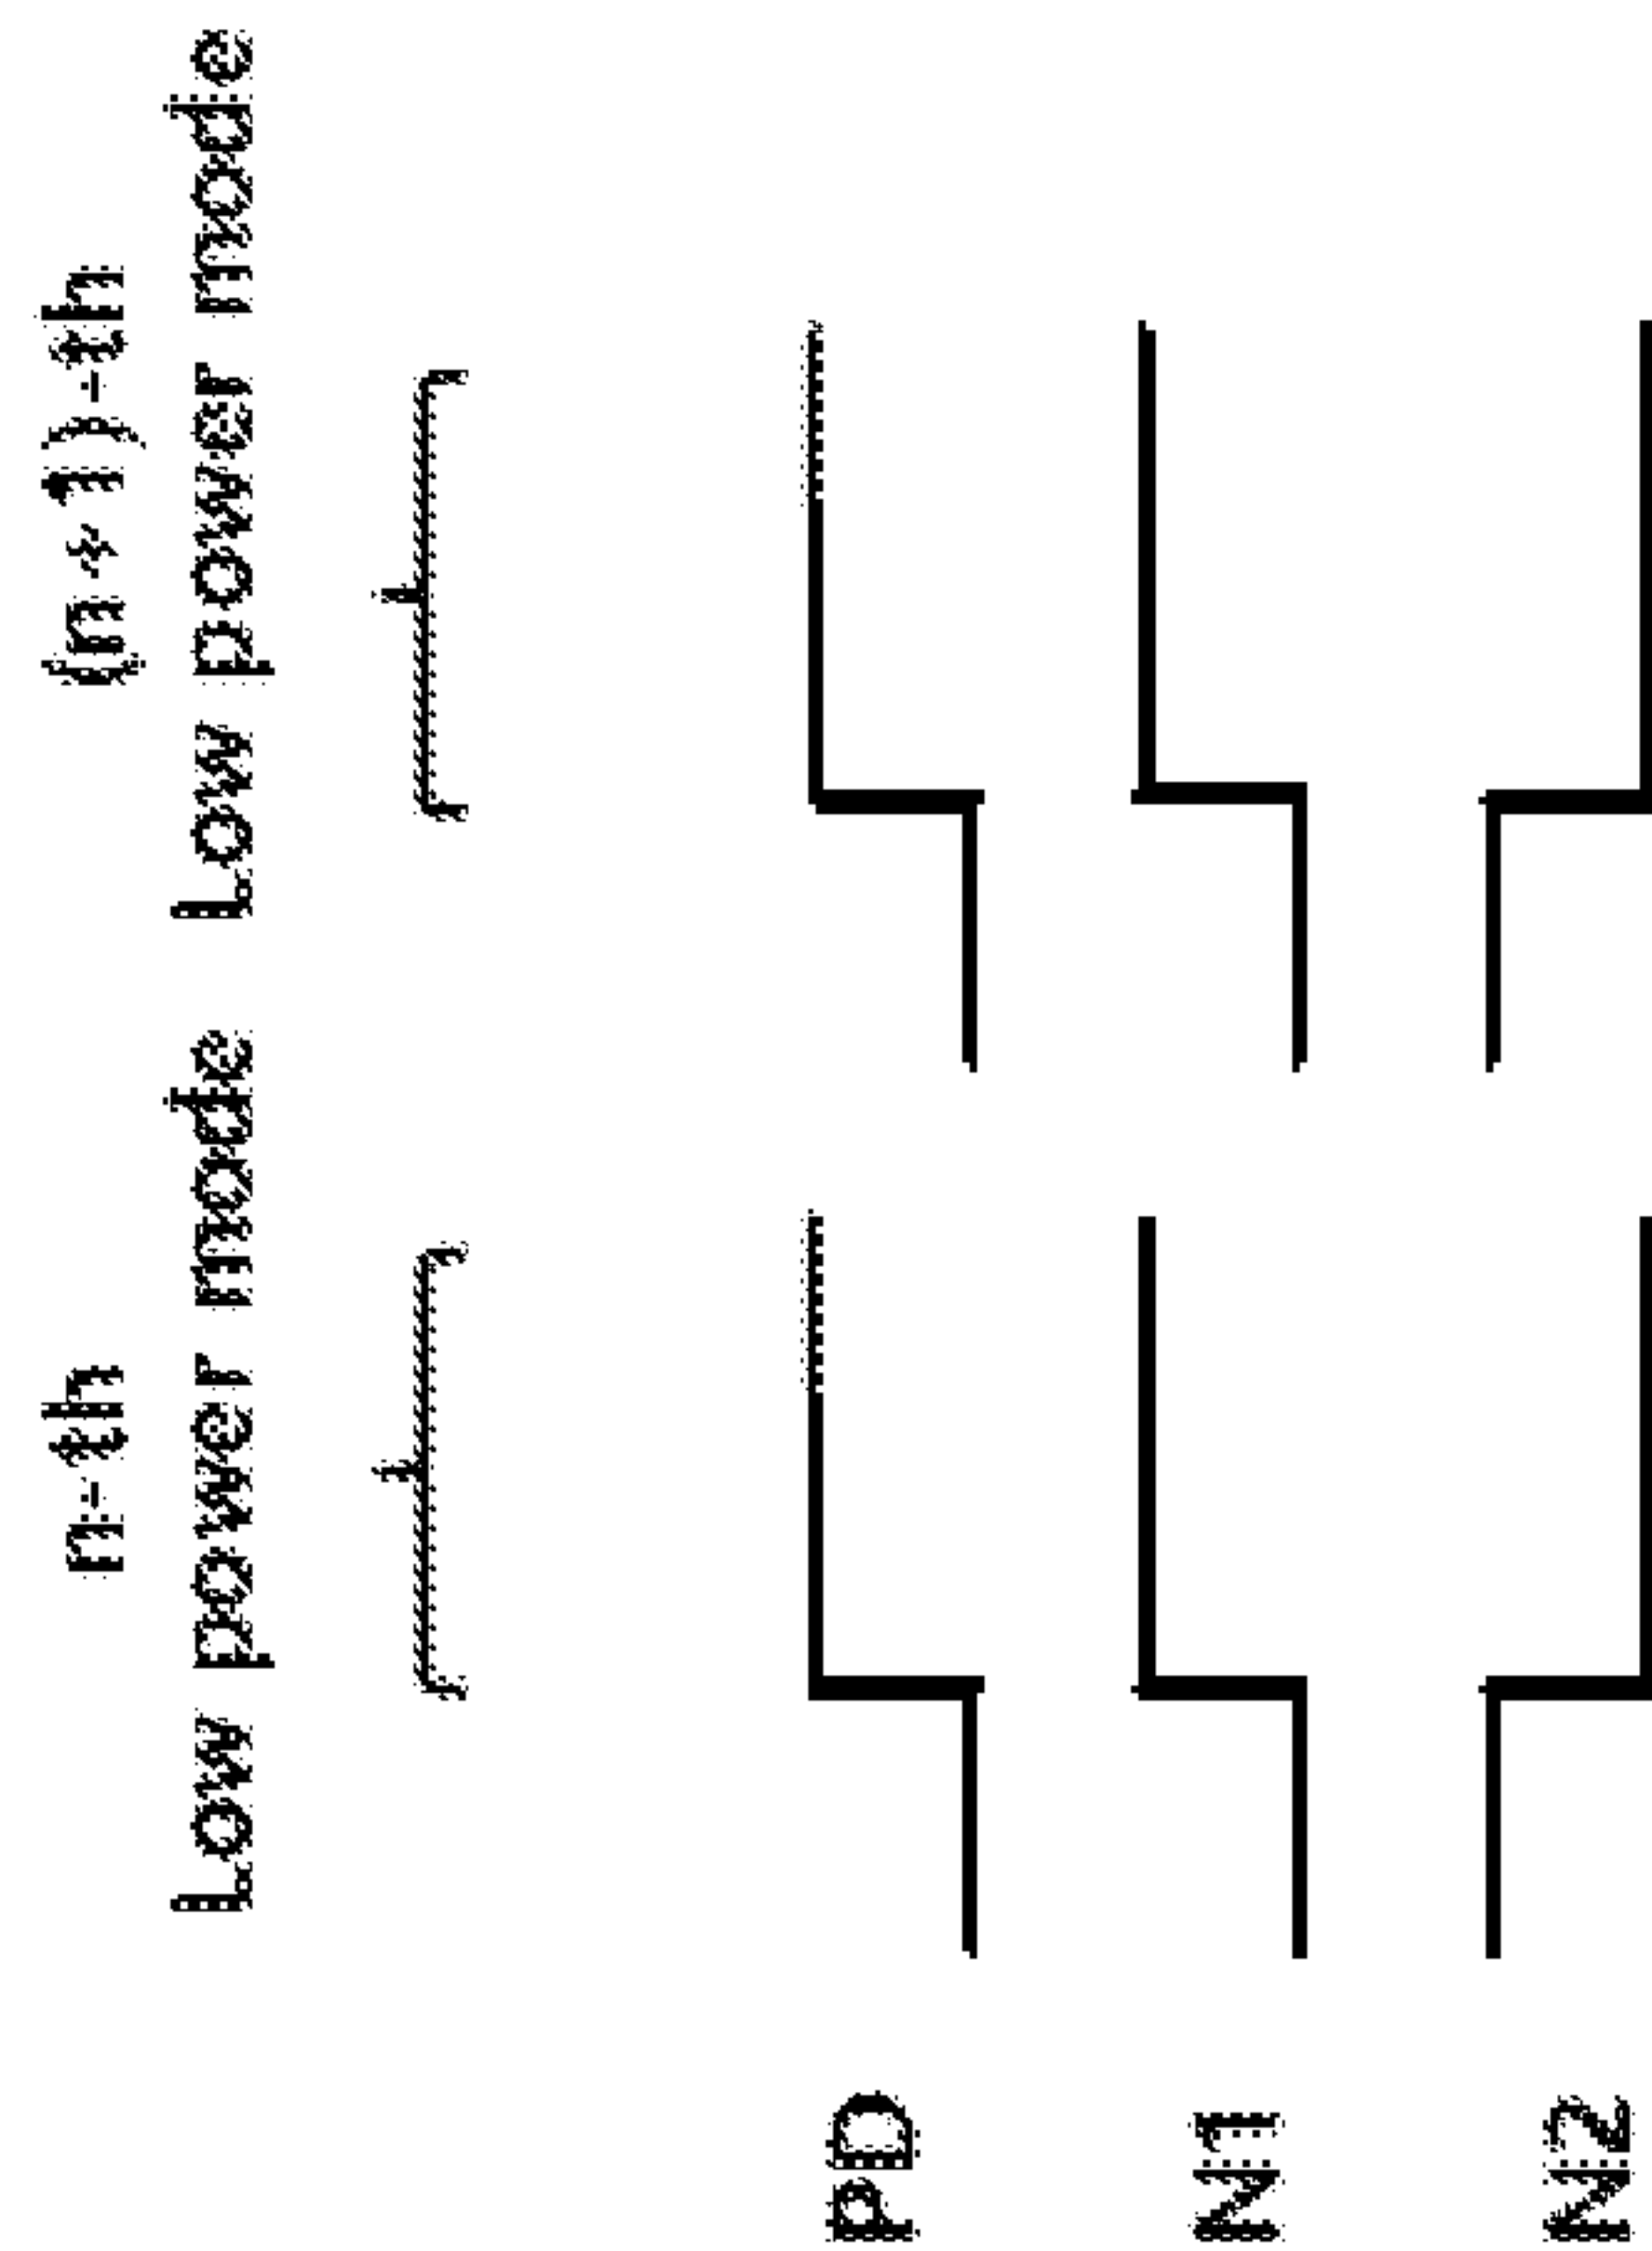 n-th
Low power mode
(n + 1)-th
Low power mode
PD
N1
N2